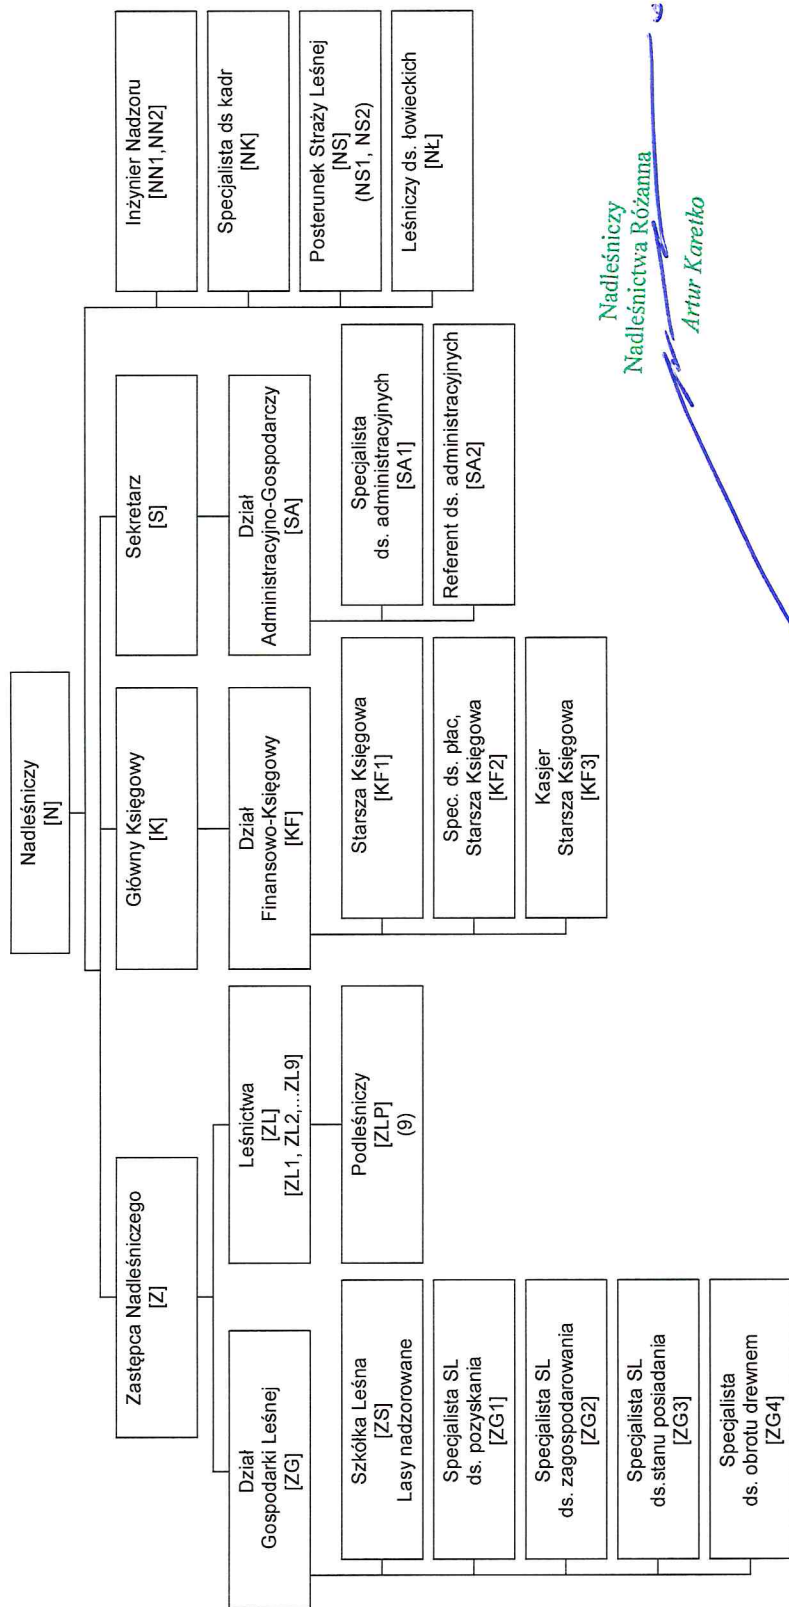 Nadleśniczy
[N]
Zastępca Nadleśniczego
[Z]
Główny Księgowy
[K]
Sekretarz
[S]
Inżynier Nadzoru
[NN1,NN2]
Specjalista ds kadr
[NK]
Posterunek Straży Leśnej
[NS]
(NS1, NS2)
Leśniczy ds. łowieckich
[NŁ]
Dział
Gospodarki Leśnej
[ZG]
Leśnictwa
[ZL]
[ZL1, ZL2,...ZL9]
Dział
Finansowo-Księgowy
[KF]
Dział
Administracyjno-Gospodarczy
[SA]
Szkółka Leśna
[ZS]
Lasy nadzorowane
Specjalista SL
ds. pozyskania
[ZG1]
Specjalista SL
ds. zagospodarowania
[ZG2]
Specjalista SL
ds.stanu posiadania
[ZG3]
Specjalista
ds. obrotu drewnem
[ZG4]
Podleśniczy
[ZLP]
(9)
Starsza Księgowa
[KF1]
Spec. ds. płac,
Starsza Księgowa
[KF2]
Kasjer
Starsza Księgowa
[KF3]
Specjalista
ds. administracyjnych
[SA1]
Referent ds. administracyjnych
[SA2]
Nadleśniczy
Nadleśnictwa Różanna
Artur Karetko